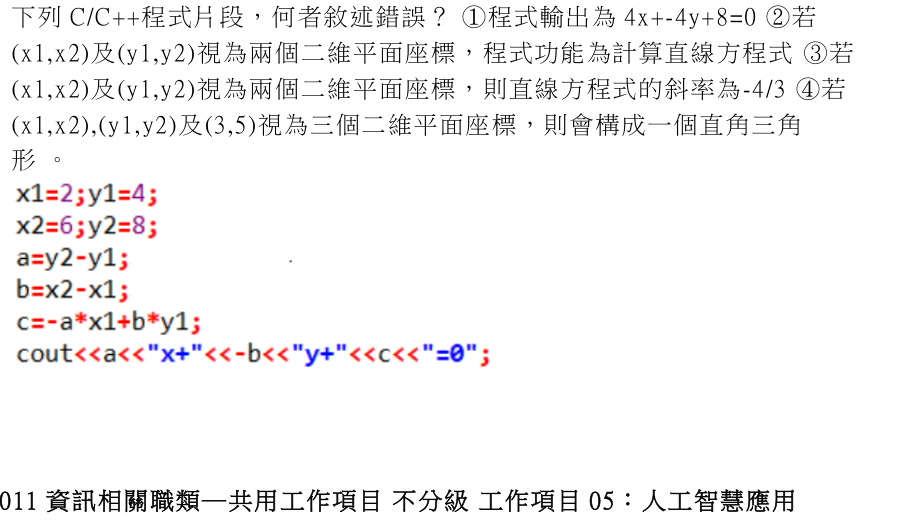 下列 C/C++程式片段，何者敘述錯誤？ ①程式輸出為 4x+-4y+8=0 ②若
(x1,x2)及(y1,y2)視為兩個二維平面座標，程式功能為計算直線方程式 ③若
(x1,x2)及(y1,y2)視為兩個二維平面座標，則直線方程式的斜率為-4/3 ④若
(x1,x2),(y1,y2)及(3,5)視為三個二維平面座標，則會構成一個直角三角
形 。
x1=2;y1=4;
x2=6;y2=8;
a=y2-y1;
b=x2-x1;
c=-a*x1+b*y1;
cout<<a<<"x+"<<-b<<"y+"<<c<<"=0";
011 資訊相關職類—共用工作項目 不分級 工作項目 05：人工智慧應用